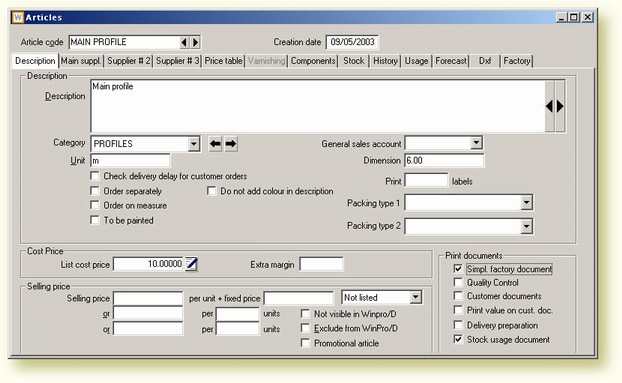 W Articles
Article code MAIN PROFILE Creation date 09/05/2003
Description Main suppl. Supplier # 2 Supplier # 3 Price table Varnishing Components Stock History Usage Forecast Dxf Factory
Description
Description Main profile
Category PROFILES General sales account
Unit m Dimension 6.00
Check delivery delay for customer orders
Print labels
Order separately Do not add colour in description
Order on measure Packing type 1
To be painted Packing type 2
Cost Price
List cost price 10.00000 Extra margin
Selling price
Selling price per unit + fixed price Not listed
or per units Not visible in Winpro/D
or per units Exclude from WinPro/D
Promotional article
Print documents
Simpl. factory document
Quality Control
Customer documents
Print value on cust. doc.
Delivery preparation
Stock usage document